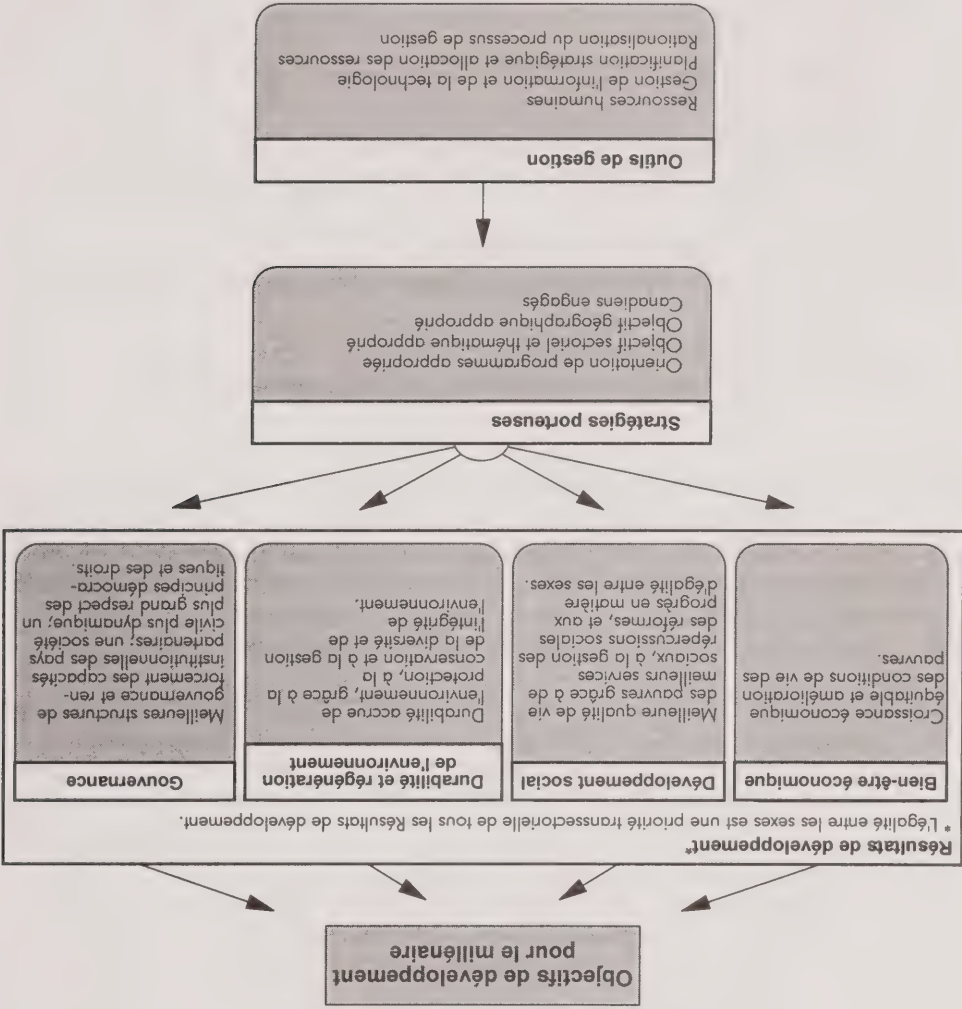 Objectifs de développement
pour le millénaire
Résultats de développement*
* L'égalité entre les sexes est une priorité transsectorielle de tous les Résultats de développement.
Bien-être économique
Croissance économique
équitable et amélioration
des conditions de vie des
pauvres.
Développement social
Meilleure qualité de vie
des pauvres grâce à de
meilleurs services
sociaux, à la gestion des
répercussions sociales
des réformes, et aux
progrès en matière
d'égalité entre les sexes.
Durabilité et régénération
de l'environnement
Durabilité accrue de
l'environnement, grâce à la
protection, à la
conservation et à la gestion
de la diversité et de
l'intégrité de
l'environnement.
Gouvernance
Meilleures structures de
gouvernance et ren-
forcement des capacités
institutionnelles des pays
partenaires; une société
civile plus dynamique; un
plus grand respect des
principes démocra-
tiques et des droits.
Stratégies porteuses
Orientation de programmes appropriée
Objectif sectoriel et thématique approprié
Objectif géographique approprié
Canadiens engagés
Outils de gestion
Ressources humaines
Gestion de l'information et de la technologie
Planification stratégique et allocation des ressources
Rationalisation du processus de gestion